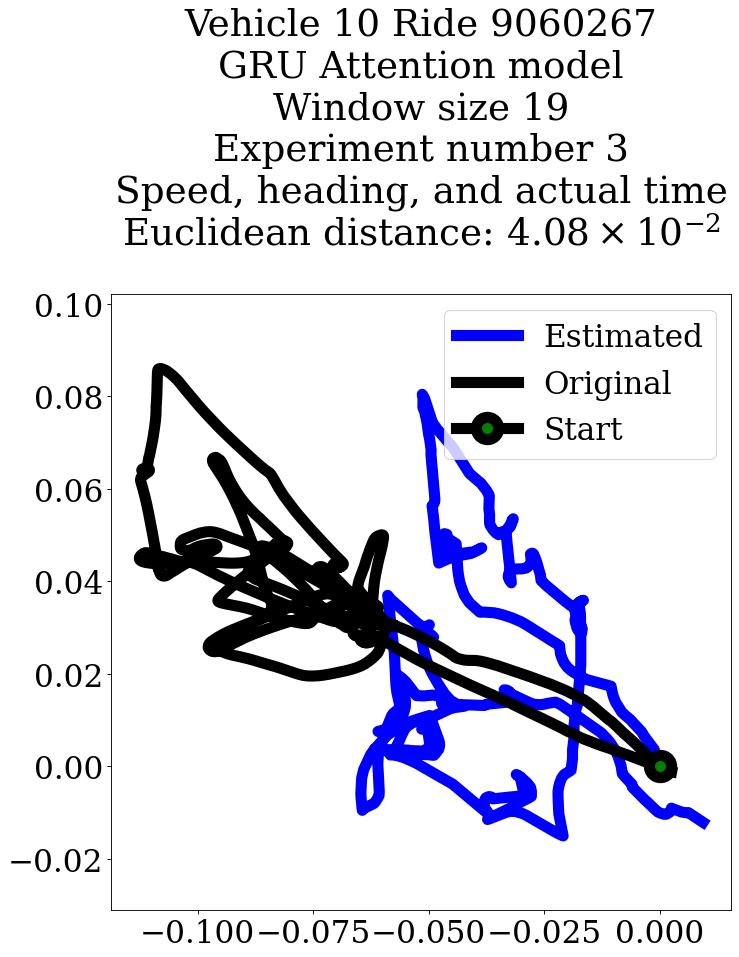 Vehicle 10 Ride 9060267
GRU Attention model
Window size 19
Experiment number 3
Speed, heading, and actual time
Euclidean distance: 4.08 × 10⁻²
Estimated
Original
Start
0.10
0.08
0.06
0.04
0.02
0.00
−0.02
−0.100 −0.075 −0.050 −0.025 0.000